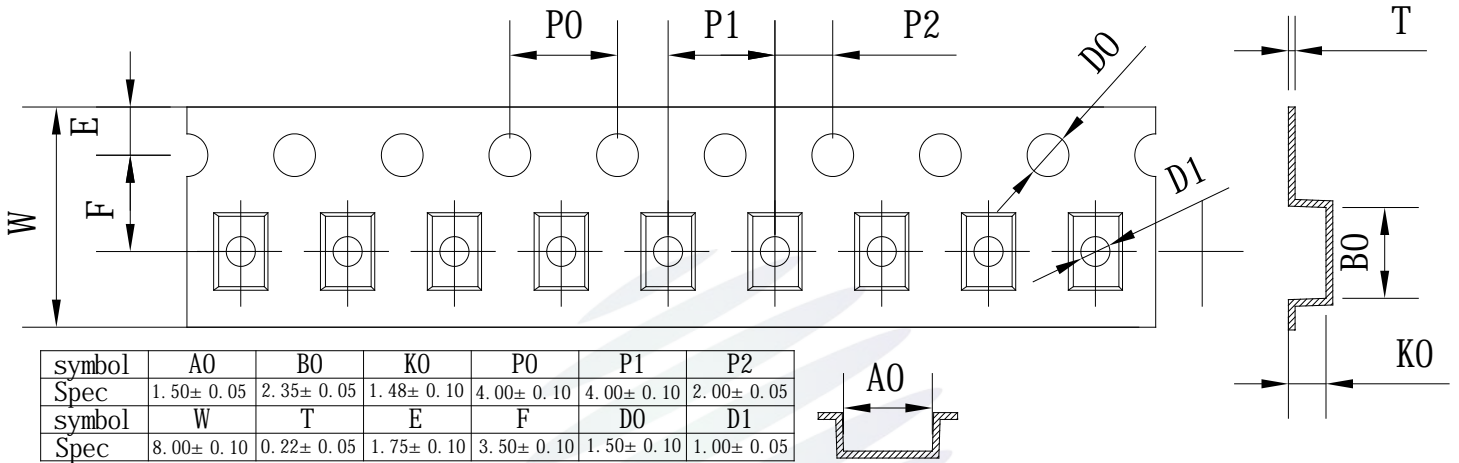 P0 P1 P2 T
D0
E
F
W
D1
B0
K0
A0
symbol A0 B0 K0 P0 P1 P2
Spec 1.50± 0.05 2.35± 0.05 1.48± 0.10 4.00± 0.10 4.00± 0.10 2.00± 0.05
symbol W T E F D0 D1
Spec 8.00± 0.10 0.22± 0.05 1.75± 0.10 3.50± 0.10 1.50± 0.10 1.00± 0.05